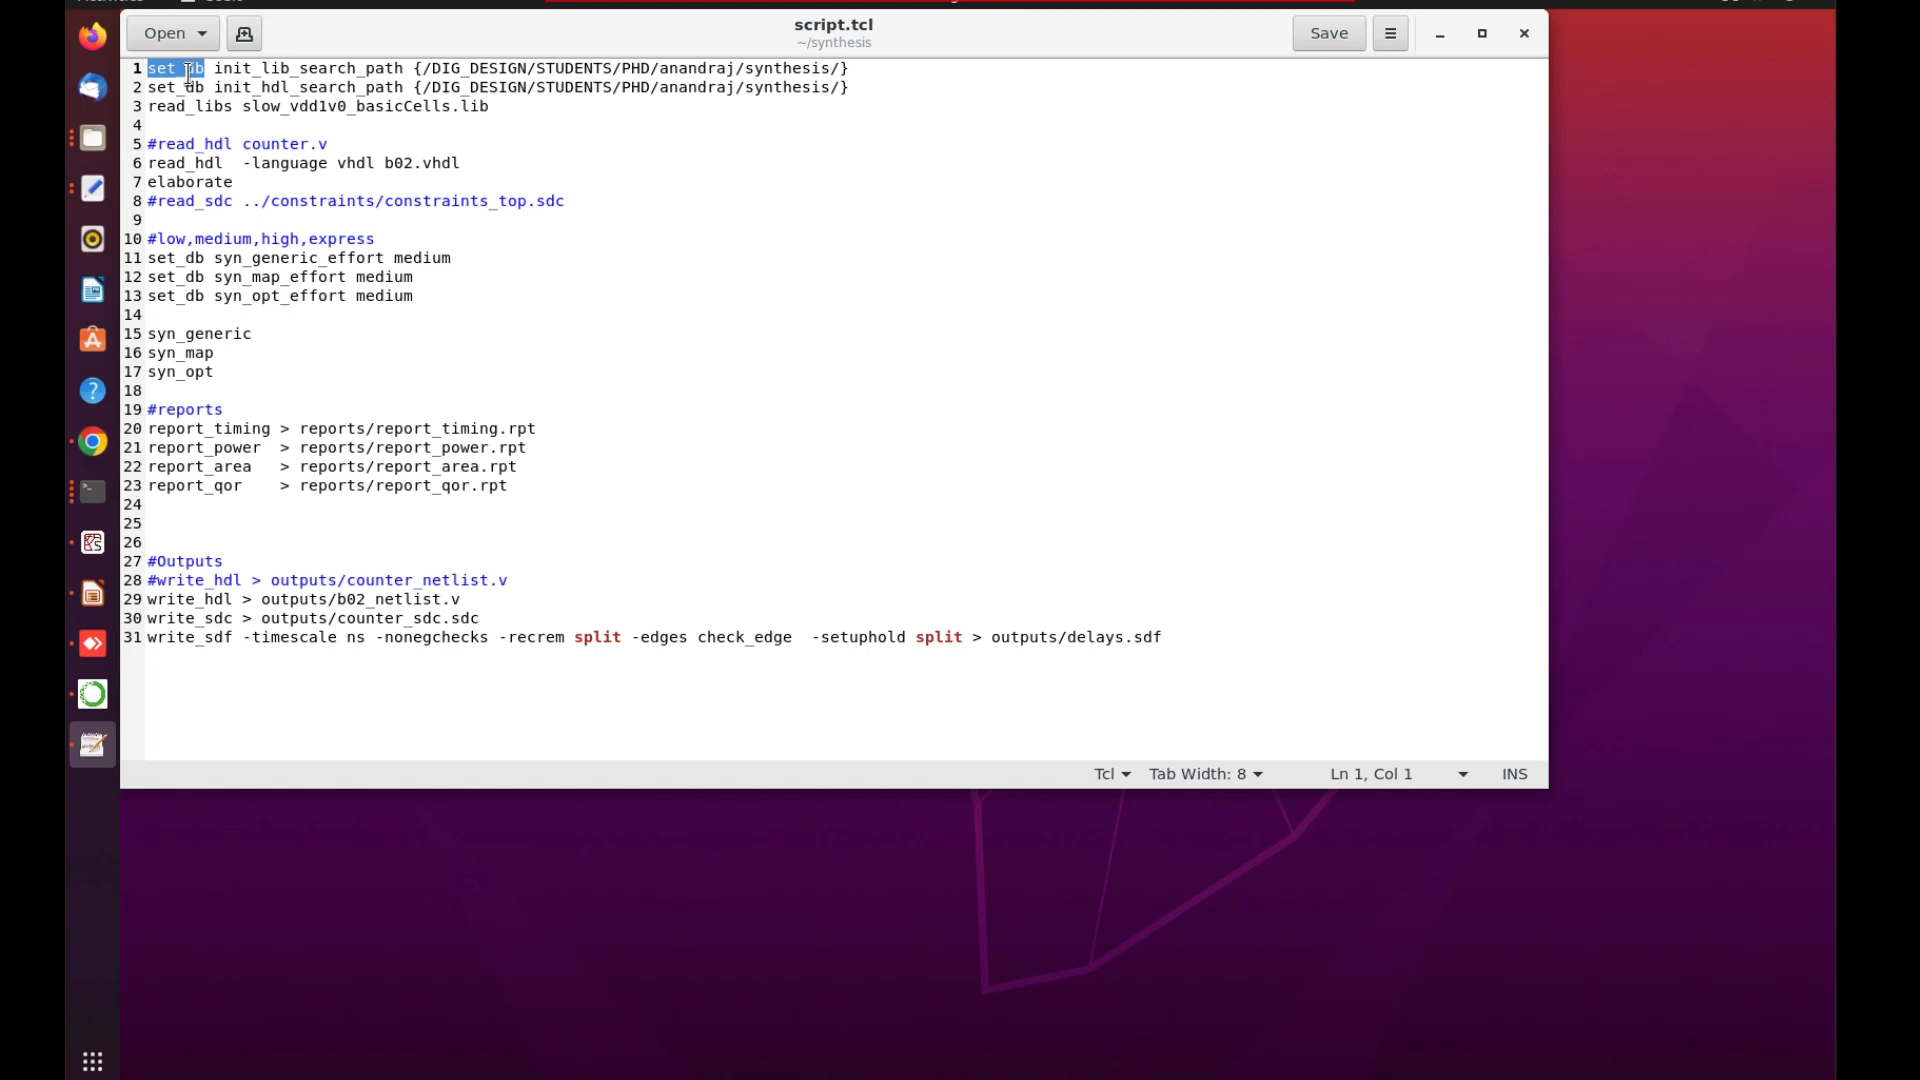 Open
script.tcl
~/synthesis
Save
1 set_db init_lib_search_path {/DIG_DESIGN/STUDENTS/PHD/anandraj/synthesis/}
2 set_db init_hdl_search_path {/DIG_DESIGN/STUDENTS/PHD/anandraj/synthesis/}
3 read_libs slow_vdd1v0_basicCells.lib
4
5 #read_hdl counter.v
6 read_hdl  -language vhdl b02.vhdl
7 elaborate
8 #read_sdc ../constraints/constraints_top.sdc
9
10 #low,medium,high,express
11 set_db syn_generic_effort medium
12 set_db syn_map_effort medium
13 set_db syn_opt_effort medium
14
15 syn_generic
16 syn_map
17 syn_opt
18
19 #reports
20 report_timing > reports/report_timing.rpt
21 report_power  > reports/report_power.rpt
22 report_area   > reports/report_area.rpt
23 report_qor    > reports/report_qor.rpt
24
25
26
27 #Outputs
28 #write_hdl > outputs/counter_netlist.v
29 write_hdl > outputs/b02_netlist.v
30 write_sdc > outputs/counter_sdc.sdc
31 write_sdf -timescale ns -nonegchecks -recrem split -edges check_edge  -setuphold split > outputs/delays.sdf
Tcl Tab Width: 8 Ln 1, Col 1 INS